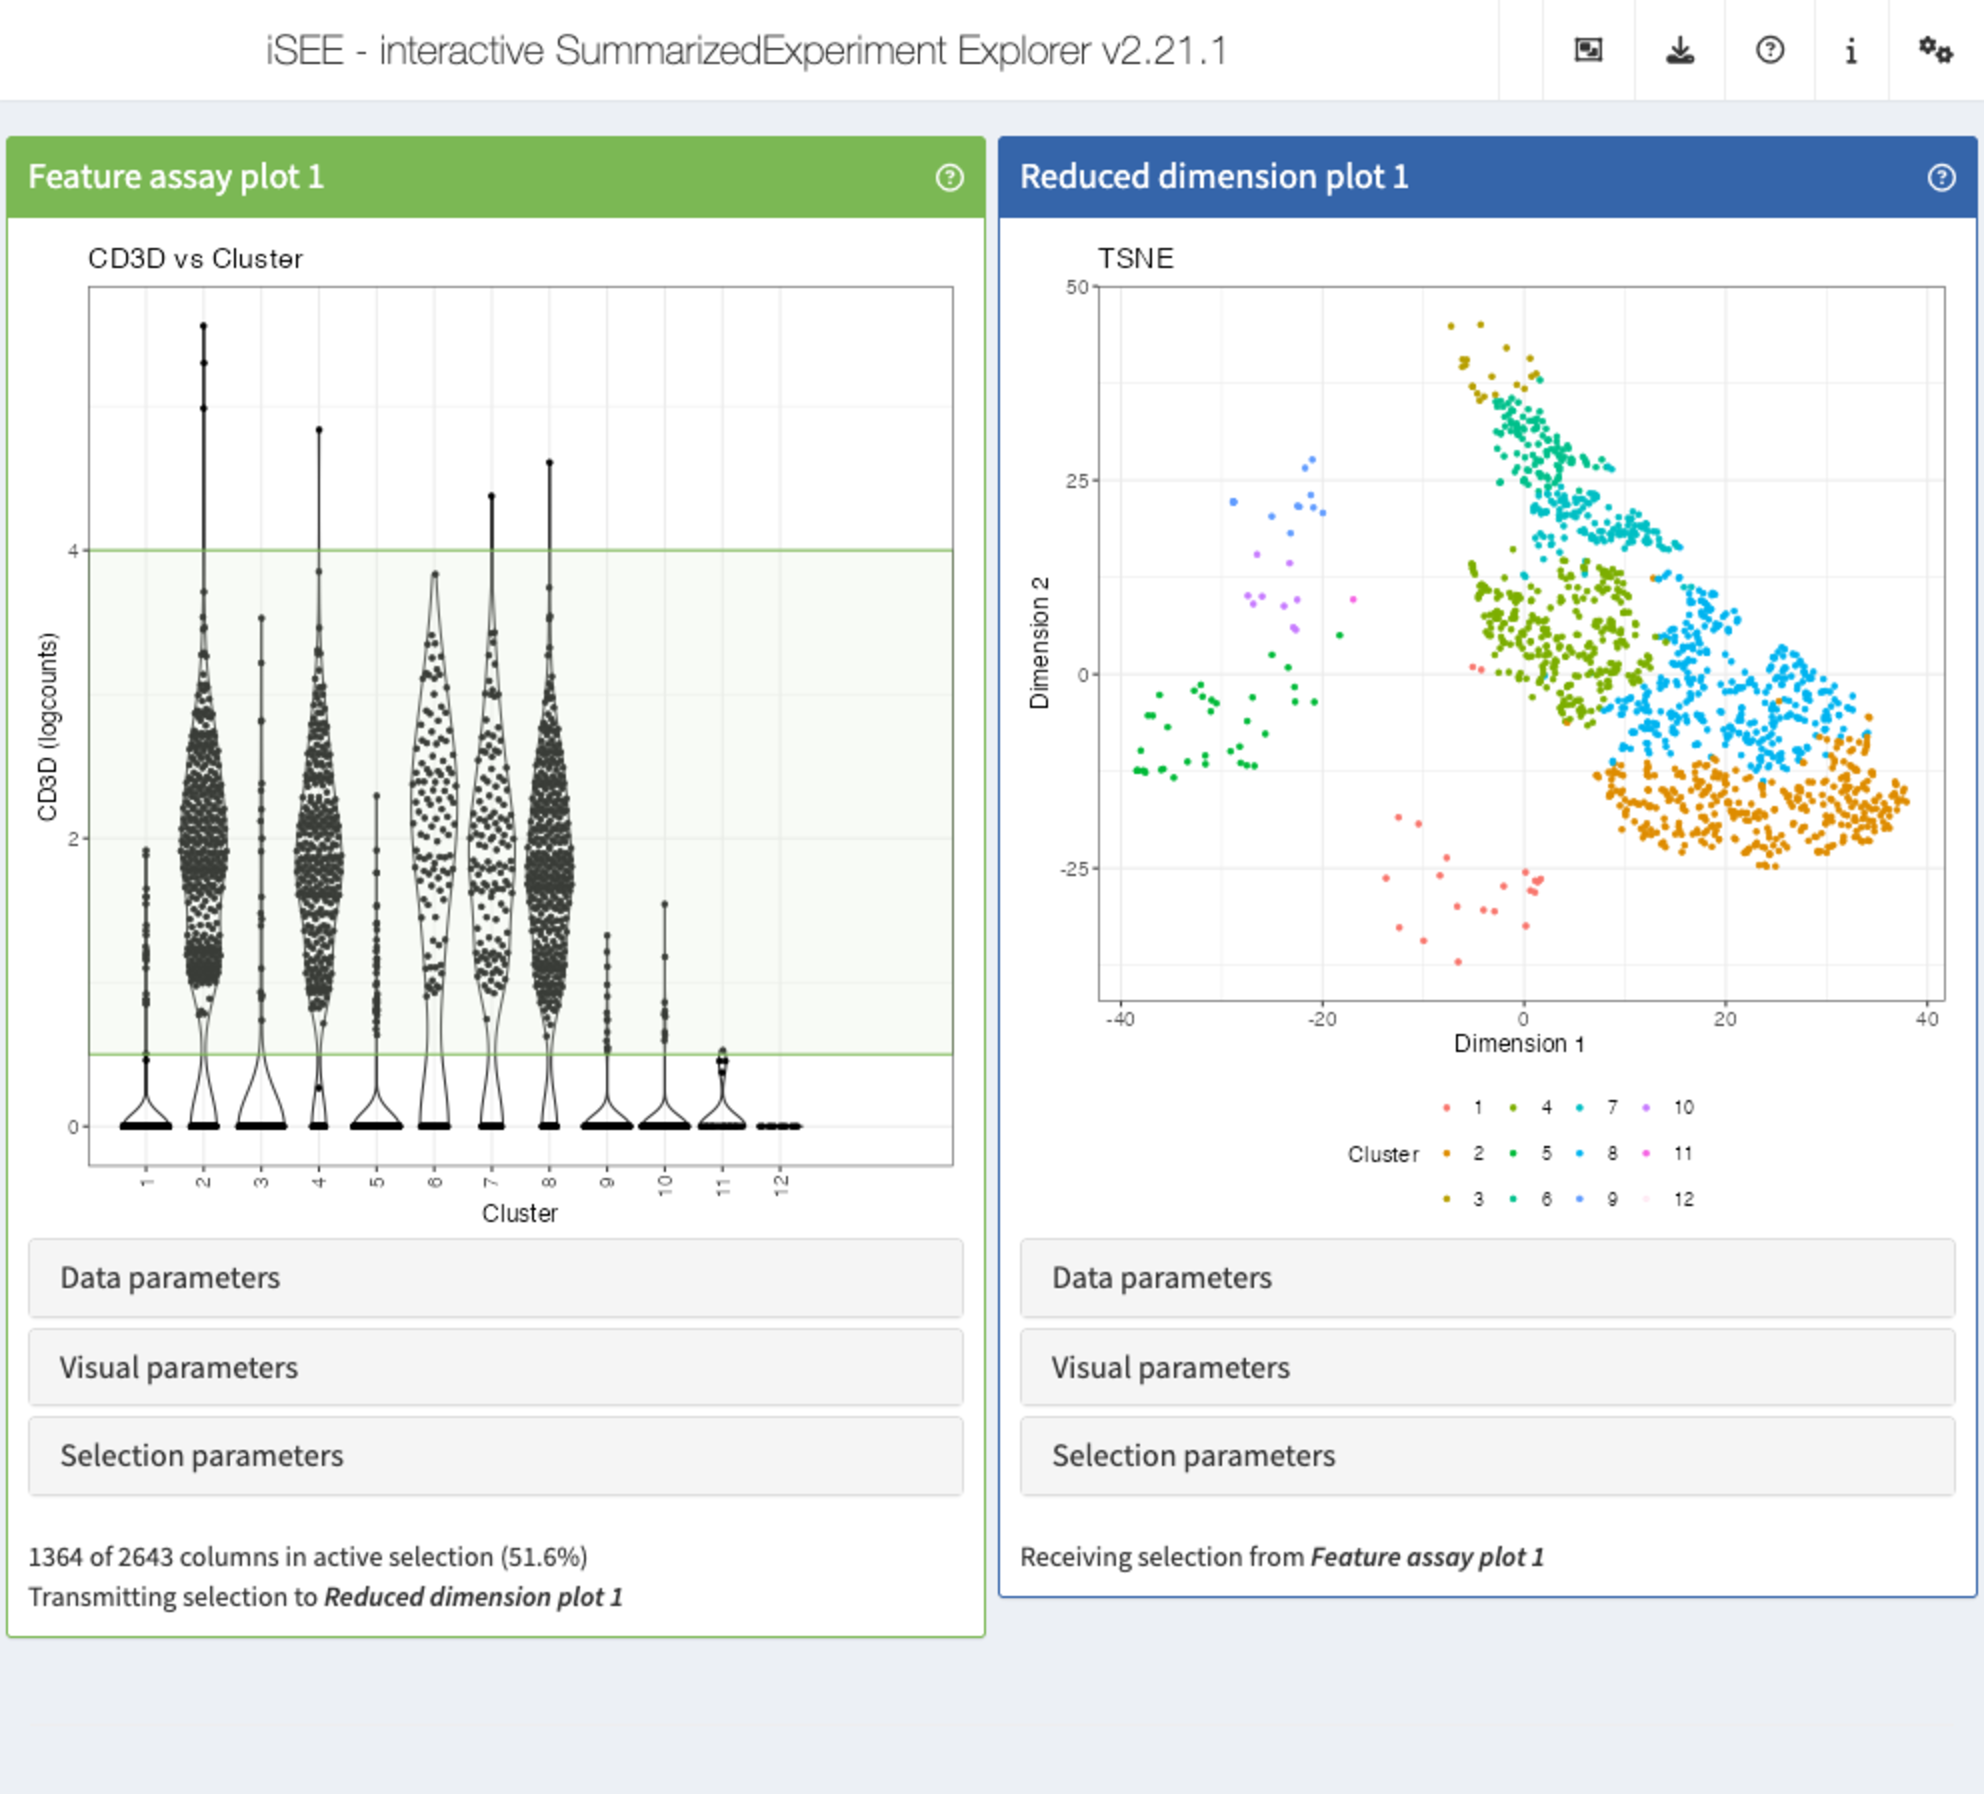 iSEE - interactive SummarizedExperiment Explorer v2.21.1
Feature assay plot 1
CD3D vs Cluster
CD3D (logcounts)
4
2
0
1 2 3 4 5 6 7 8 9 10 11 12
Cluster
Data parameters
Visual parameters
Selection parameters
1364 of 2643 columns in active selection (51.6%)
Transmitting selection to Reduced dimension plot 1
Reduced dimension plot 1
TSNE
Dimension 2
50
25
0
-25
-40 -20 0 20 40
Dimension 1
Cluster
1 4 7 10
2 5 8 11
3 6 9 12
Data parameters
Visual parameters
Selection parameters
Receiving selection from Feature assay plot 1